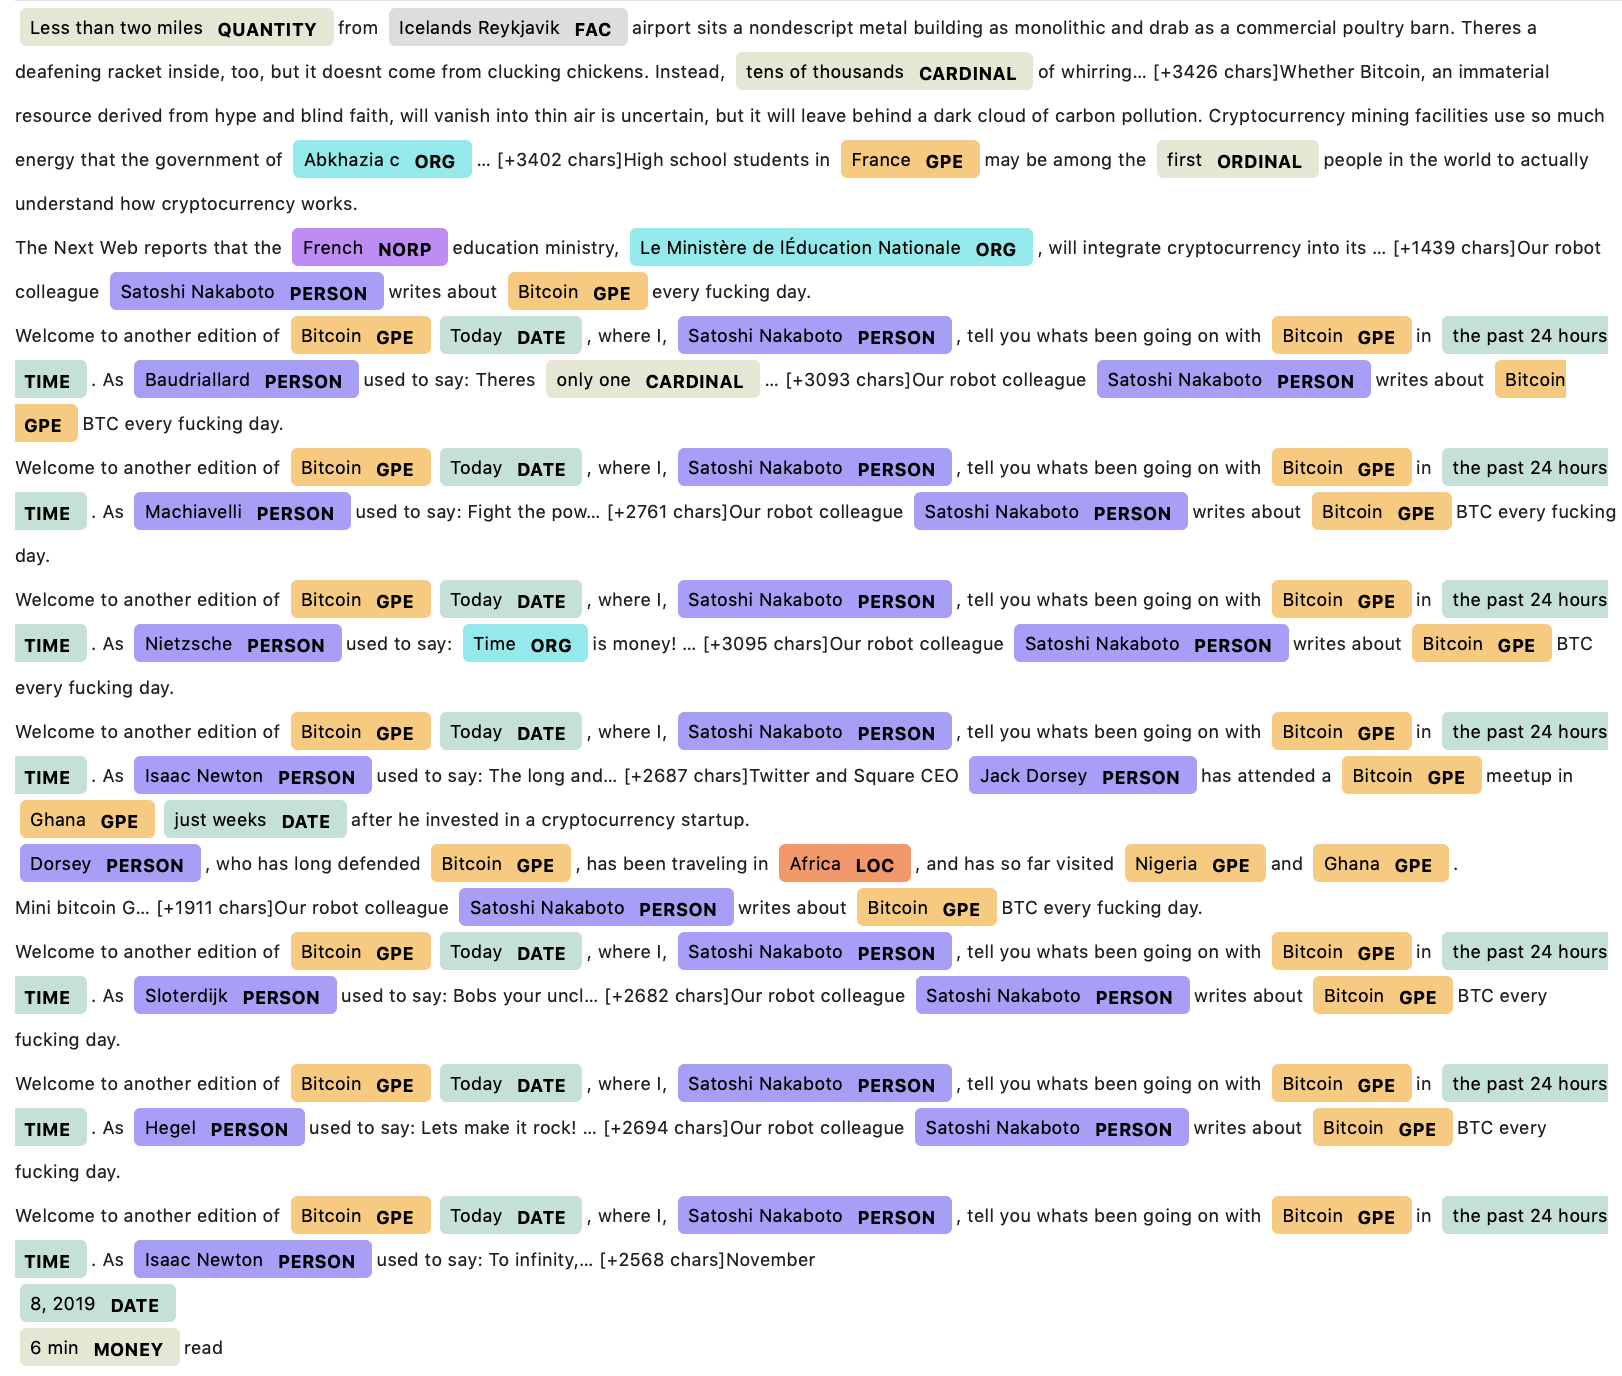 Less than two miles QUANTITY from Icelands Reykjavik FAC airport sits a nondescript metal building as monolithic and drab as a commercial poultry barn. Theres a
deafening racket inside, too, but it doesnt come from clucking chickens. Instead, tens of thousands CARDINAL of whirring... [+3426 chars]Whether Bitcoin, an immaterial
resource derived from hype and blind faith, will vanish into thin air is uncertain, but it will leave behind a dark cloud of carbon pollution. Cryptocurrency mining facilities use so much
energy that the government of Abkhazia c ORG ... [+3402 chars]High school students in France GPE may be among the first ORDINAL people in the world to actually
understand how cryptocurrency works.
The Next Web reports that the French NORP education ministry, Le Ministère de lÉducation Nationale ORG , will integrate cryptocurrency into its ... [+1439 chars]Our robot
colleague Satoshi Nakaboto PERSON writes about Bitcoin GPE every fucking day.
Welcome to another edition of Bitcoin GPE Today DATE , where I, Satoshi Nakaboto PERSON , tell you whats been going on with Bitcoin GPE in the past 24 hours
TIME . As Baudriallard PERSON used to say: Theres only one CARDINAL ... [+3093 chars]Our robot colleague Satoshi Nakaboto PERSON writes about Bitcoin
GPE BTC every fucking day.
Welcome to another edition of Bitcoin GPE Today DATE , where I, Satoshi Nakaboto PERSON , tell you whats been going on with Bitcoin GPE in the past 24 hours
TIME . As Machiavelli PERSON used to say: Fight the pow... [+2761 chars]Our robot colleague Satoshi Nakaboto PERSON writes about Bitcoin GPE BTC every fucking
day.
Welcome to another edition of Bitcoin GPE Today DATE , where I, Satoshi Nakaboto PERSON , tell you whats been going on with Bitcoin GPE in the past 24 hours
TIME . As Nietzsche PERSON used to say: Time ORG is money! ... [+3095 chars]Our robot colleague Satoshi Nakaboto PERSON writes about Bitcoin GPE BTC
every fucking day.
Welcome to another edition of Bitcoin GPE Today DATE , where I, Satoshi Nakaboto PERSON , tell you whats been going on with Bitcoin GPE in the past 24 hours
TIME . As Isaac Newton PERSON used to say: The long and... [+2687 chars]Twitter and Square CEO Jack Dorsey PERSON has attended a Bitcoin GPE meetup in
Ghana GPE just weeks DATE after he invested in a cryptocurrency startup.
Dorsey PERSON , who has long defended Bitcoin GPE , has been traveling in Africa LOC , and has so far visited Nigeria GPE and Ghana GPE .
Mini bitcoin G... [+1911 chars]Our robot colleague Satoshi Nakaboto PERSON writes about Bitcoin GPE BTC every fucking day.
Welcome to another edition of Bitcoin GPE Today DATE , where I, Satoshi Nakaboto PERSON , tell you whats been going on with Bitcoin GPE in the past 24 hours
TIME . As Sloterdijk PERSON used to say: Bobs your uncl... [+2682 chars]Our robot colleague Satoshi Nakaboto PERSON writes about Bitcoin GPE BTC every
fucking day.
Welcome to another edition of Bitcoin GPE Today DATE , where I, Satoshi Nakaboto PERSON , tell you whats been going on with Bitcoin GPE in the past 24 hours
TIME . As Hegel PERSON used to say: Lets make it rock! ... [+2694 chars]Our robot colleague Satoshi Nakaboto PERSON writes about Bitcoin GPE BTC every
fucking day.
Welcome to another edition of Bitcoin GPE Today DATE , where I, Satoshi Nakaboto PERSON , tell you whats been going on with Bitcoin GPE in the past 24 hours
TIME . As Isaac Newton PERSON used to say: To infinity,... [+2568 chars]November
8, 2019 DATE
6 min MONEY read